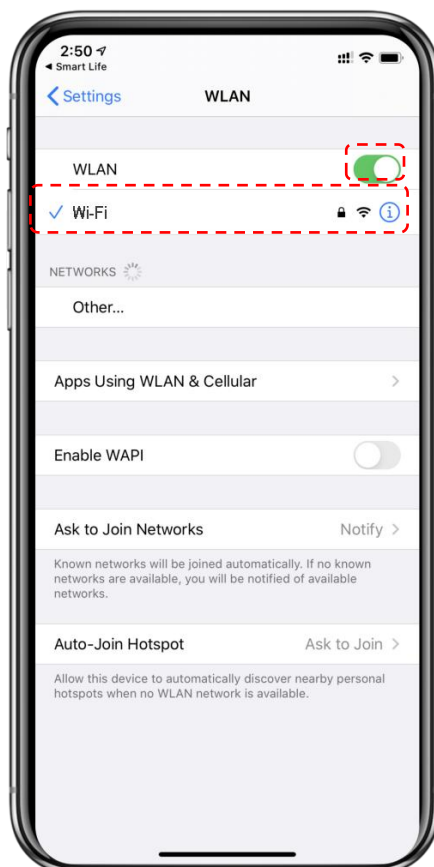 2:50
Smart Life
Settings
WLAN
WLAN
Wi-Fi
NETWORKS
Other...
Apps Using WLAN & Cellular
Enable WAPI
Ask to Join Networks
Notify
Known networks will be joined automatically. If no known
networks are available, you will be notified of available
networks.
Auto-Join Hotspot
Ask to Join
Allow this device to automatically discover nearby personal
hotspots when no WLAN network is available.